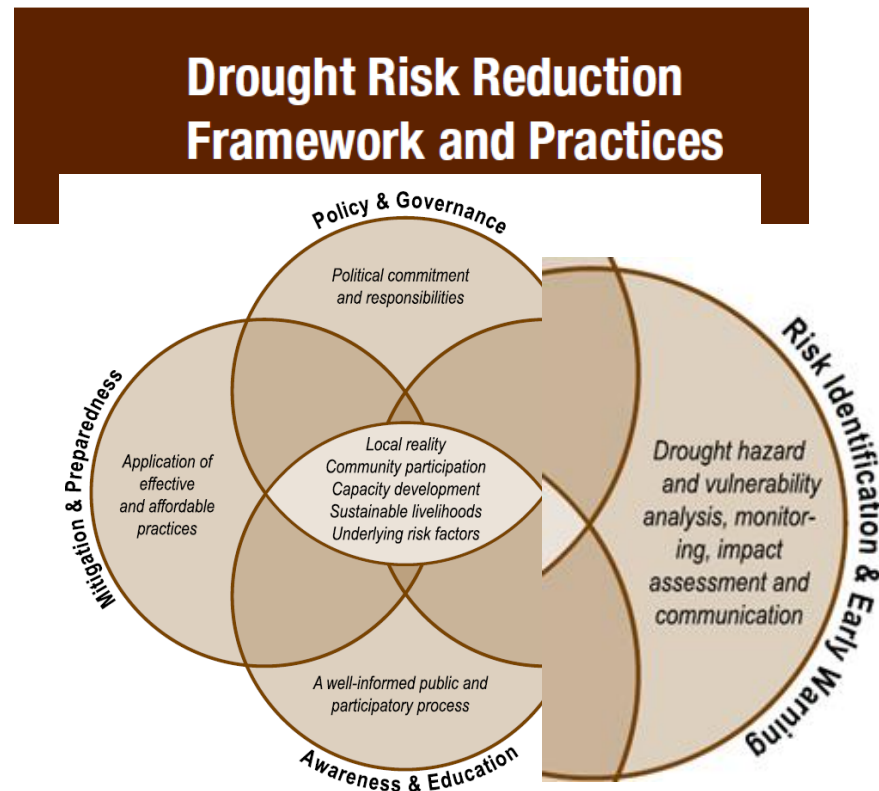 Drought Risk Reduction
Framework and Practices
Policy & Governance
Political commitment
and responsibilities
Mitigation & Preparedness
Application of
effective
and affordable
practices
Local reality
Community participation
Capacity development
Sustainable livelihoods
Underlying risk factors
Risk Identification & Early Warning
Drought hazard
and vulnerability
analysis, monitor-
ing, impact
assessment and
communication
A well-informed public and
participatory process
Awareness & Education